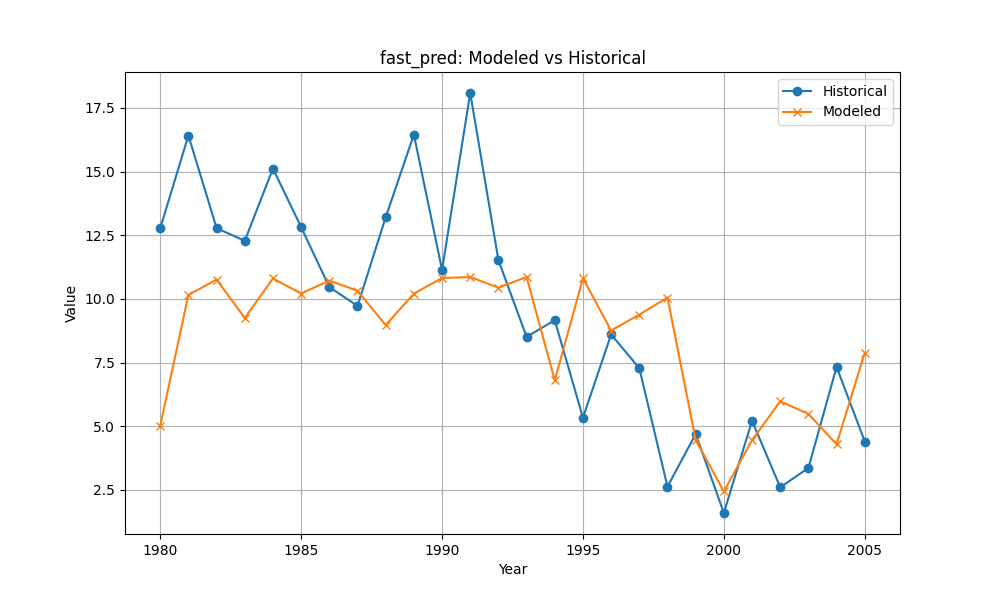 fast_pred: Modeled vs Historical
Historical
Modeled
17.5
15.0
12.5
10.0
7.5
5.0
2.5
Value
1980
1985
1990
1995
2000
2005
Year